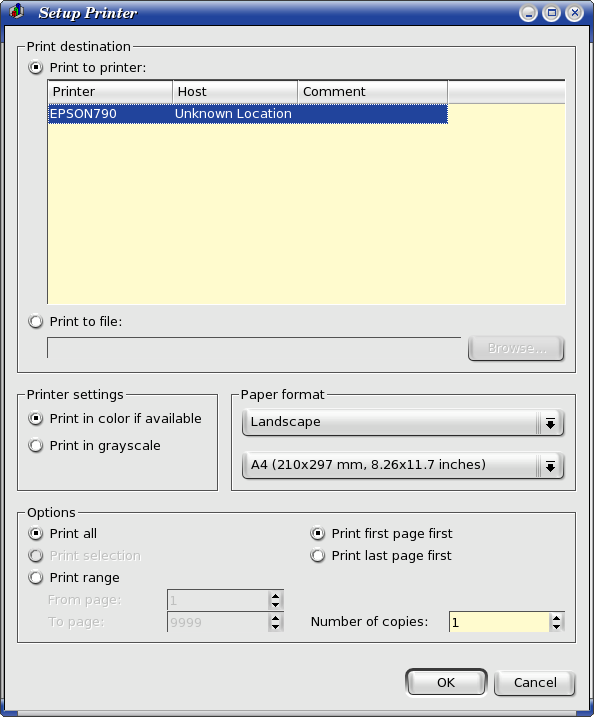 Setup Printer
Print destination
Print to printer:
Printer Host Comment
EPSON790 Unknown Location
Print to file:
Browse...
Printer settings
Print in color if available
Print in grayscale
Paper format
Landscape
A4 (210x297 mm, 8.26x11.7 inches)
Options
Print all
Print selection
Print range
From page: 1
To page: 9999
Print first page first
Print last page first
Number of copies: 1
OK Cancel